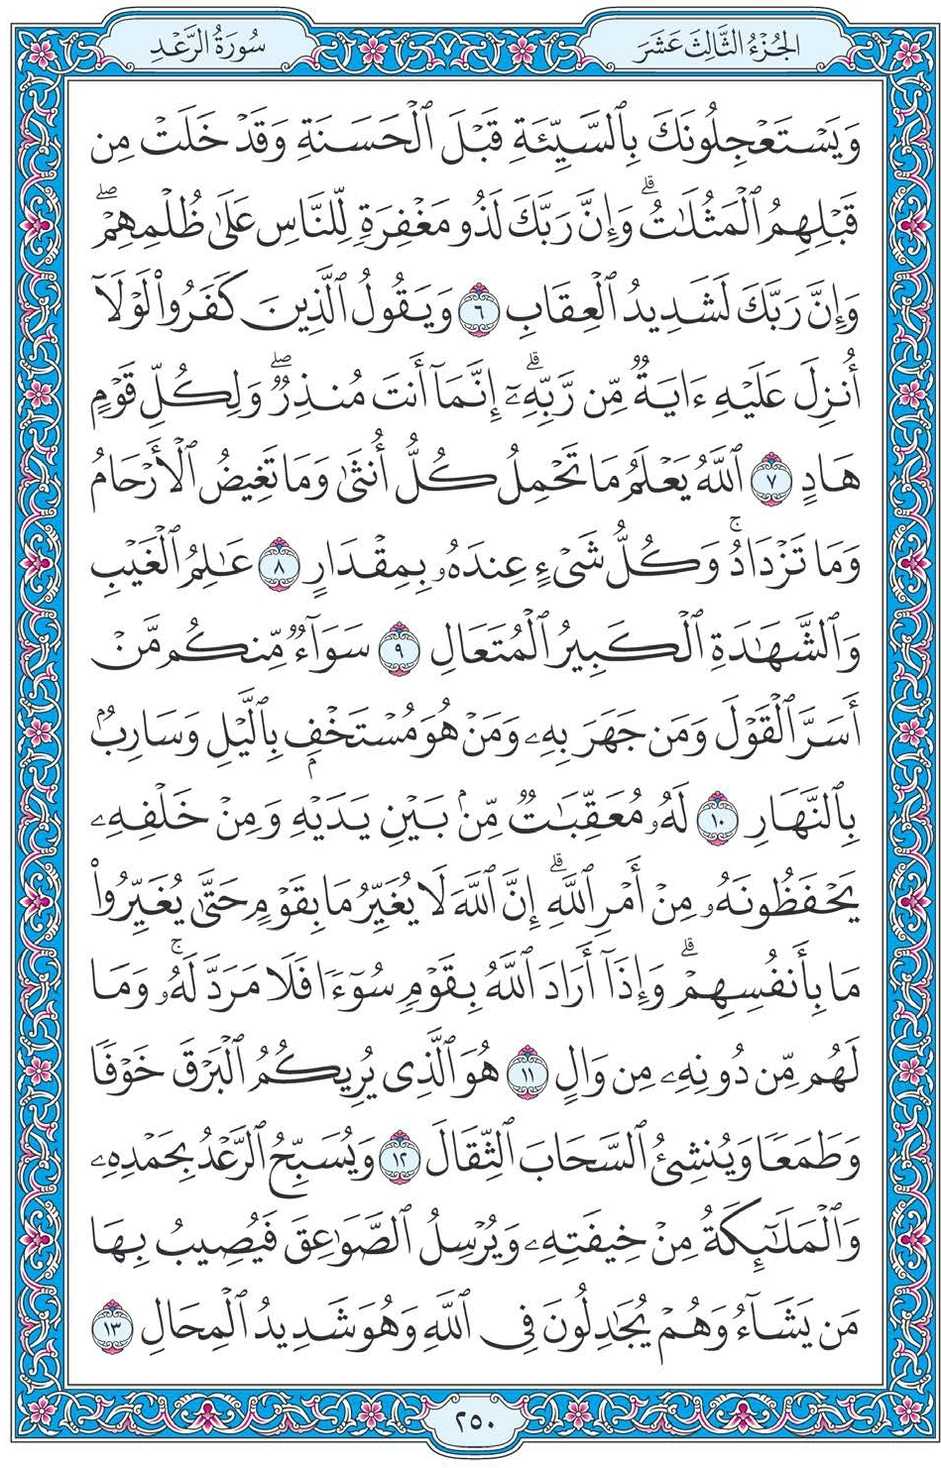 الجُزْءُ الثَّالِثَ عَشَرَ
سُورَةُ الرَّعْدِ
وَيَسْتَعْجِلُونَكَ بِٱلسَّيِّئَةِ قَبْلَ ٱلْحَسَنَةِ وَقَدْ خَلَتْ مِن
قَبْلِهِمُ ٱلْمَثُلَٰتُۗ وَإِنَّ رَبَّكَ لَذُو مَغْفِرَةٍ لِّلنَّاسِ عَلَىٰ ظُلْمِهِمْۖ
وَإِنَّ رَبَّكَ لَشَدِيدُ ٱلْعِقَابِ ٦ وَيَقُولُ ٱلَّذِينَ كَفَرُوا۟ لَوْلَآ
أُنزِلَ عَلَيْهِ ءَايَةٌ مِّن رَّبِّهِۦٓۗ إِنَّمَآ أَنتَ مُنذِرٌۖ وَلِكُلِّ قَوْمٍ
هَادٍ ٧ ٱللَّهُ يَعْلَمُ مَا تَحْمِلُ كُلُّ أُنثَىٰ وَمَا تَغِيضُ ٱلْأَرْحَامُ
وَمَا تَزْدَادُۚ وَكُلُّ شَىْءٍ عِندَهُۥ بِمِقْدَارٍ ٨ عَٰلِمُ ٱلْغَيْبِ
وَٱلشَّهَٰدَةِ ٱلْكَبِيرُ ٱلْمُتَعَالِ ٩ سَوَآءٌ مِّنكُم مَّنْ
أَسَرَّ ٱلْقَوْلَ وَمَن جَهَرَ بِهِۦ وَمَنْ هُوَ مُسْتَخْفٍۭ بِٱلَّيْلِ وَسَارِبٌۢ
بِٱلنَّهَارِ ١٠ لَهُۥ مُعَقِّبَٰتٌ مِّنۢ بَيْنِ يَدَيْهِ وَمِنْ خَلْفِهِۦ
يَحْفَظُونَهُۥ مِنْ أَمْرِ ٱللَّهِۗ إِنَّ ٱللَّهَ لَا يُغَيِّرُ مَا بِقَوْمٍ حَتَّىٰ يُغَيِّرُوا۟
مَا بِأَنفُسِهِمْۗ وَإِذَآ أَرَادَ ٱللَّهُ بِقَوْمٍ سُوٓءًا فَلَا مَرَدَّ لَهُۥۚ وَمَا
لَهُم مِّن دُونِهِۦ مِن وَالٍ ١١ هُوَ ٱلَّذِى يُرِيكُمُ ٱلْبَرْقَ خَوْفًا
وَطَمَعًا وَيُنشِئُ ٱلسَّحَابَ ٱلثِّقَالَ ١٢ وَيُسَبِّحُ ٱلرَّعْدُ بِحَمْدِهِۦ
وَٱلْمَلَٰٓئِكَةُ مِنْ خِيفَتِهِۦ وَيُرْسِلُ ٱلصَّوَٰعِقَ فَيُصِيبُ بِهَا
مَن يَشَآءُ وَهُمْ يُجَٰدِلُونَ فِى ٱللَّهِ وَهُوَ شَدِيدُ ٱلْمِحَالِ ١٣
٢٥٠